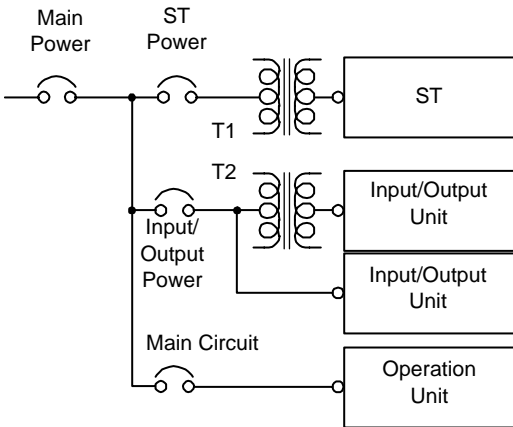 Main
Power
ST
Power
T1
ST
T2
Input/Output
Unit
Input/
Output
Power
Input/Output
Unit
Main Circuit
Operation
Unit